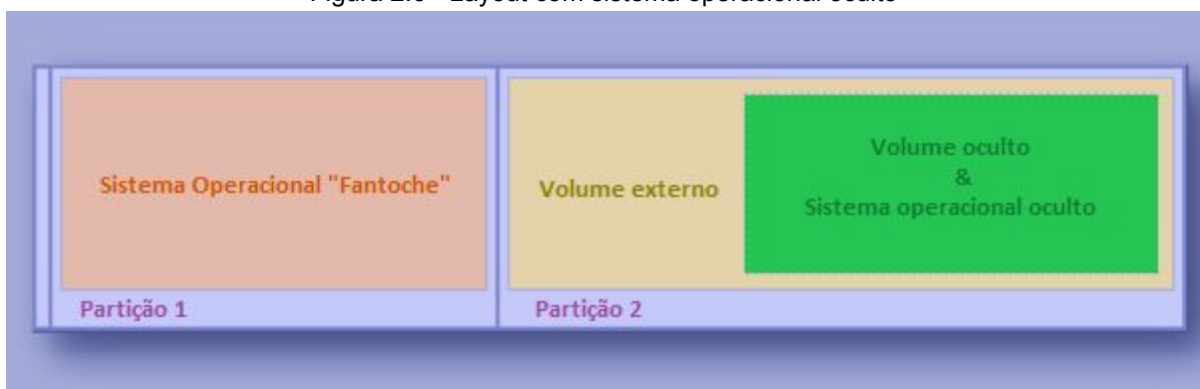 Sistema Operacional "Fantoche"
Volume externo
Volume oculto
&
Sistema operacional oculto
Partição 1
Partição 2